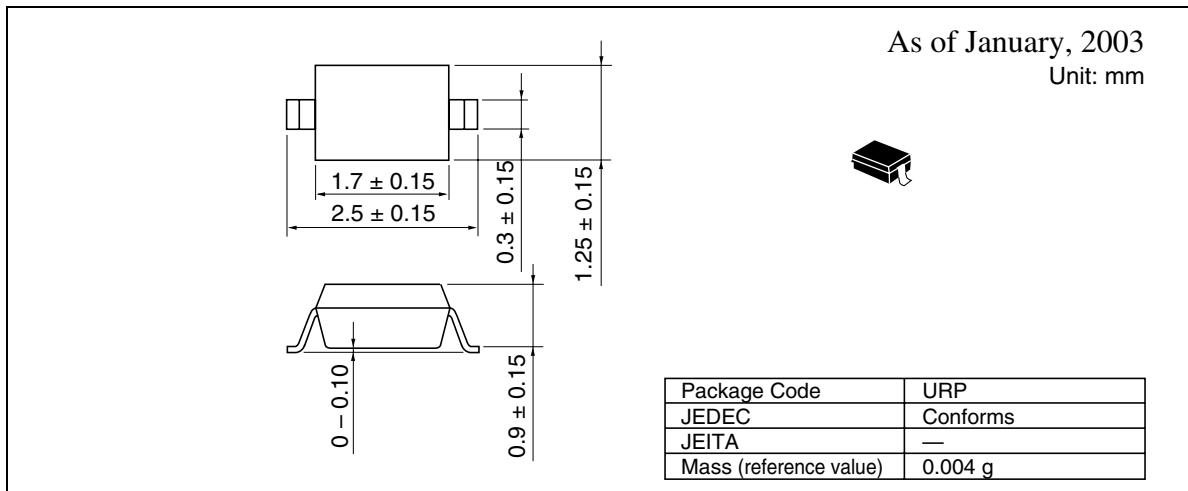 As of January, 2003
Unit: mm
1.7 ± 0.15
2.5 ± 0.15
0.3 ± 0.15
1.25 ± 0.15
0 – 0.10
0.9 ± 0.15
Package Code URP
JEDEC Conforms
JEITA —
Mass (reference value) 0.004 g